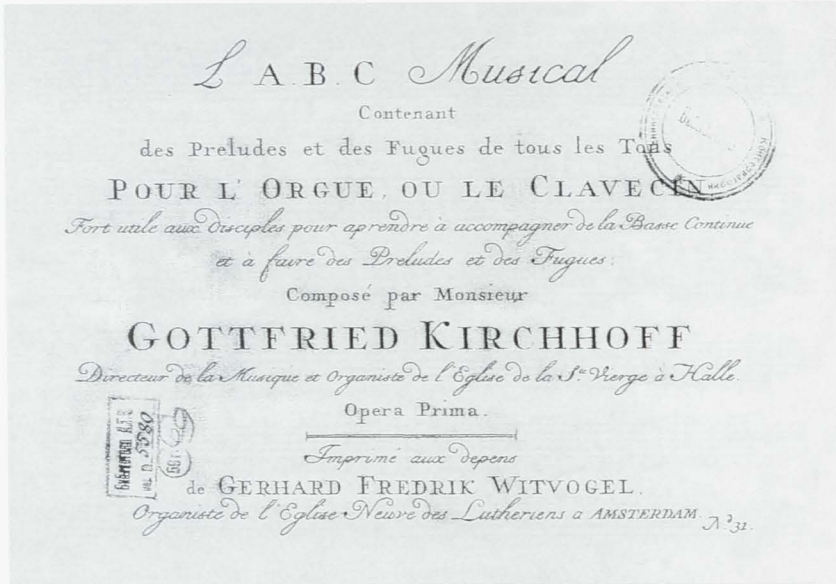 L'A.B.C Musical
Contenant
des Preludes et des Fugues de tous les Tons
POUR L'ORGUE, OU LE CLAVECIN
Fort utile aux disciples pour aprendre à accompagner de la Basse Continue
et à faire des Preludes et des Fugues.
Composé par Monsieur
GOTTFRIED KIRCHHOFF
Directeur de la Musique et Organiste de l'Eglise de la Ste. Vierge à Halle.
Opera Prima.
Imprimé aux depens
de GERHARD FREDRIK WITVOGEL.
Organiste de l'Eglise Neuve des Lutheriens a AMSTERDAM.
No. 31.
5580